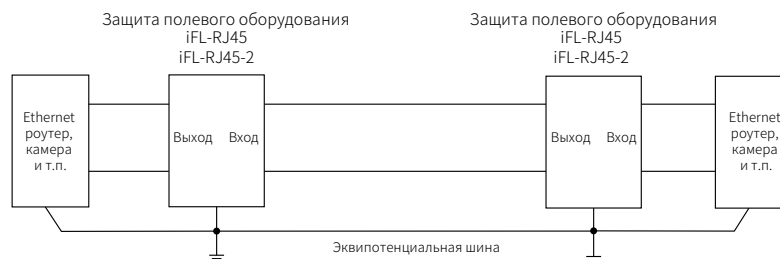 Защита полевого оборудования
iFL-RJ45
iFL-RJ45-2
Защита полевого оборудования
iFL-RJ45
iFL-RJ45-2
Ethernet
роутер,
камера
и т.п.
Выход Вход
Выход Вход
Ethernet
роутер,
камера
и т.п.
Эквипотенциальная шина